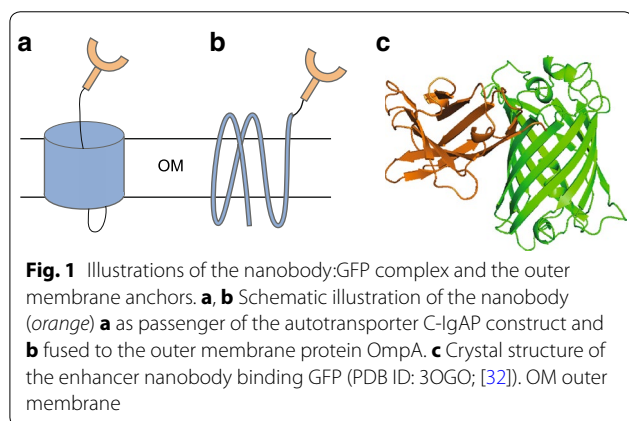 a
b
c
OM
Fig. 1 Illustrations of the nanobody:GFP complex and the outer
membrane anchors. a, b Schematic illustration of the nanobody
(orange) a as passenger of the autotransporter C-IgAP construct and
b fused to the outer membrane protein OmpA. c Crystal structure of
the enhancer nanobody binding GFP (PDB ID: 3OGO; [32]). OM outer
membrane